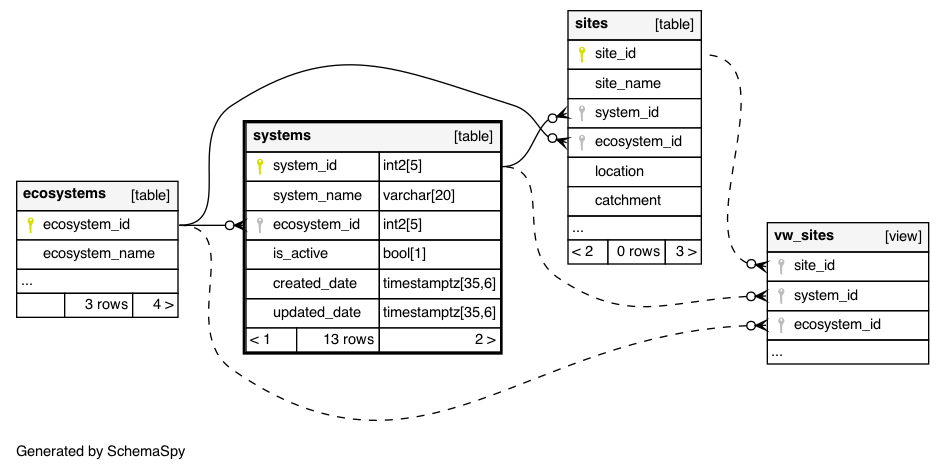 sites [table]
site_id
site_name
system_id
ecosystem_id
location
catchment
...
< 2 0 rows 3 >
systems [table]
system_id int2[5]
system_name varchar[20]
ecosystem_id int2[5]
is_active bool[1]
created_date timestamptz[35,6]
updated_date timestamptz[35,6]
< 1 13 rows 2 >
ecosystems [table]
ecosystem_id
ecosystem_name
...
3 rows 4 >
vw_sites [view]
site_id
system_id
ecosystem_id
...
Generated by SchemaSpy